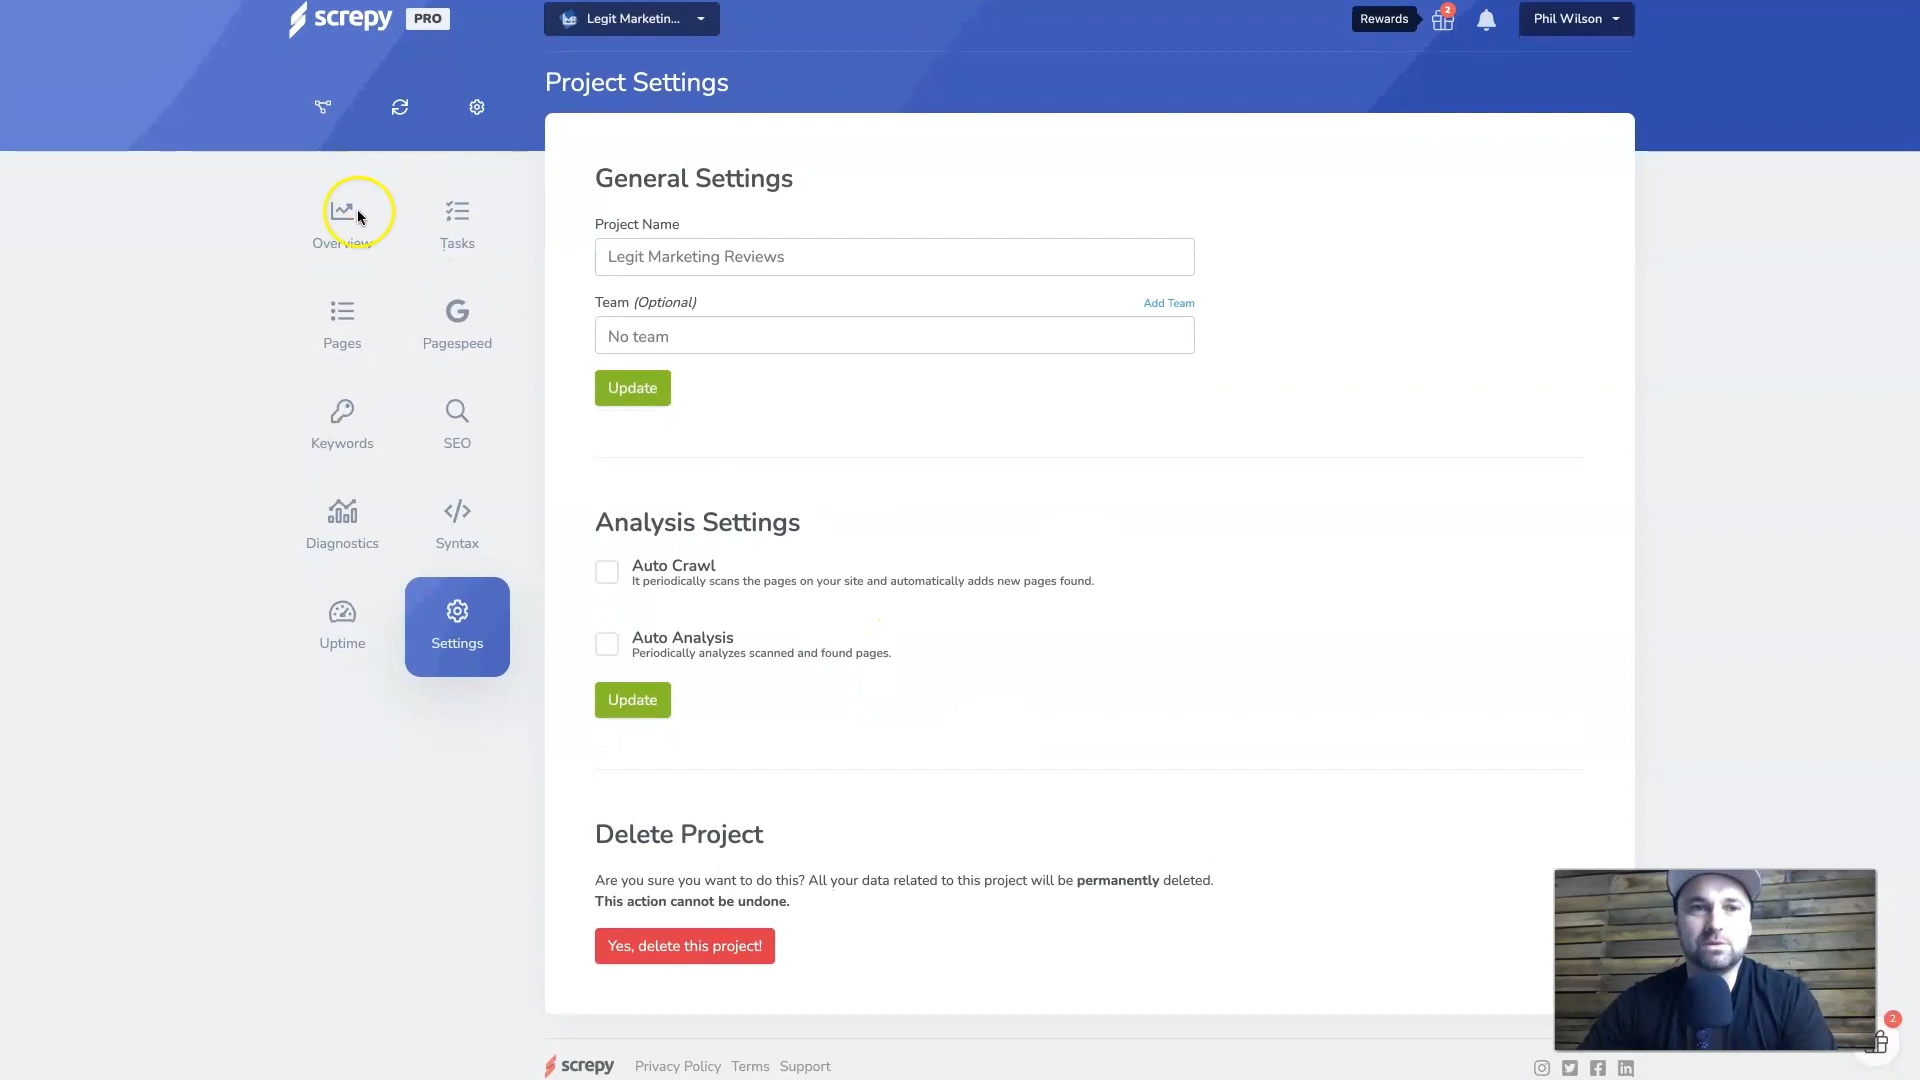 screpy PRO
Legit Marketin...
Rewards
2
Phil Wilson
Project Settings
Overview
Tasks
Pages
Pagespeed
Keywords
SEO
Diagnostics
Syntax
Uptime
Settings
General Settings
Project Name
Legit Marketing Reviews
Team (Optional)
Add Team
No team
Update
Analysis Settings
Auto Crawl
It periodically scans the pages on your site and automatically adds new pages found.
Auto Analysis
Periodically analyzes scanned and found pages.
Update
Delete Project
Are you sure you want to do this? All your data related to this project will be permanently deleted.
This action cannot be undone.
Yes, delete this project!
2
screpy Privacy Policy Terms Support